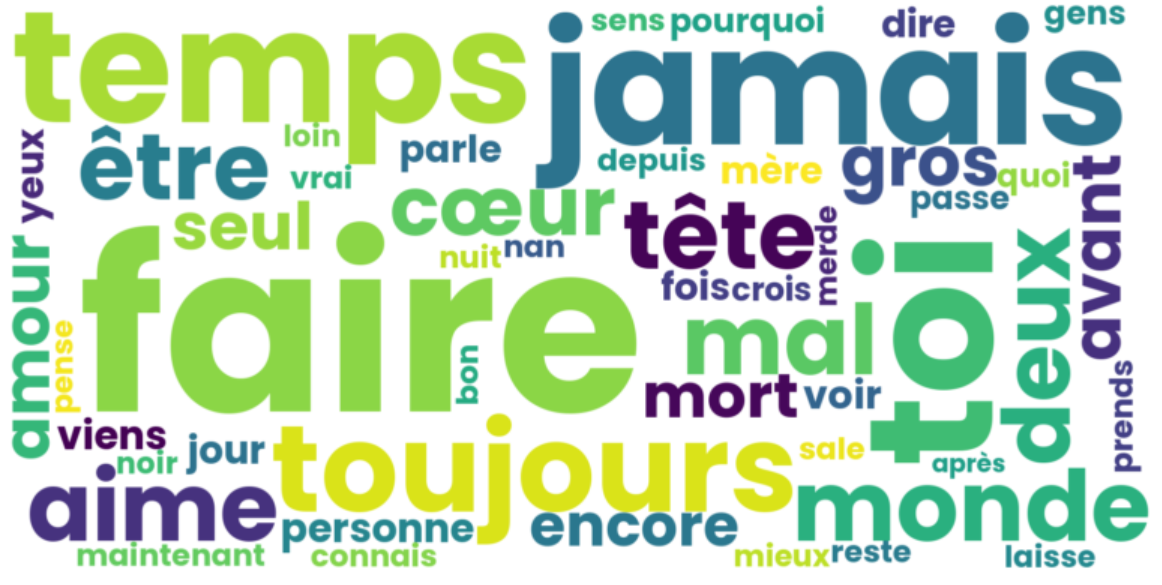 temps
jamais
sens
pourquoi
dire
gens
yeux
être
loin
vrai
parle
depuis
mère
gros
quoi
passe
avant
seul
cœur
nuit
nan
tête
merde
fois
crois
toi
deux
amour
pense
faire
bon
mal
mort
voir
prends
viens
noir
jour
toujours
sale
après
aime
personne
encore
monde
maintenant
connais
mieux
reste
laisse